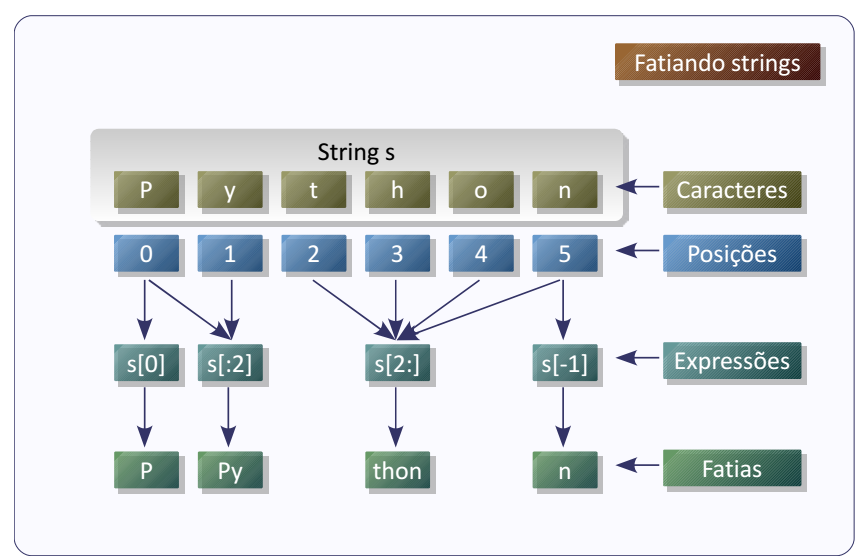 Fatiando strings
String s
P y t h o n Caracteres
0 1 2 3 4 5 Posições
s[0] s[:2] s[2:] s[-1] Expressões
P Py thon n Fatias